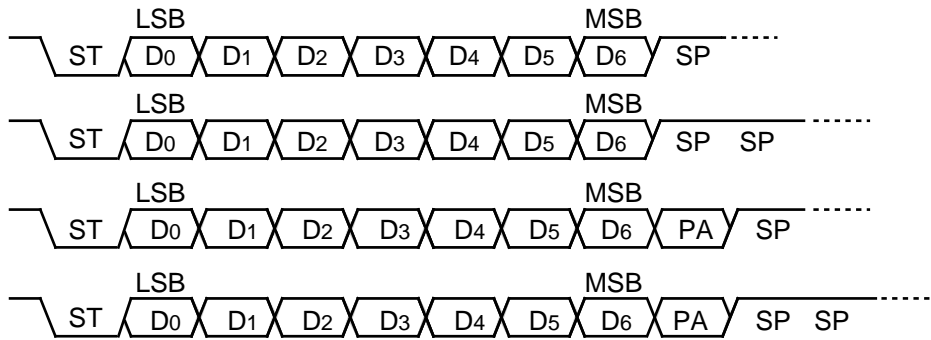 LSB MSB
ST D0 D1 D2 D3 D4 D5 D6 SP
LSB MSB
ST D0 D1 D2 D3 D4 D5 D6 SP SP
LSB MSB
ST D0 D1 D2 D3 D4 D5 D6 PA SP
LSB MSB
ST D0 D1 D2 D3 D4 D5 D6 PA SP SP